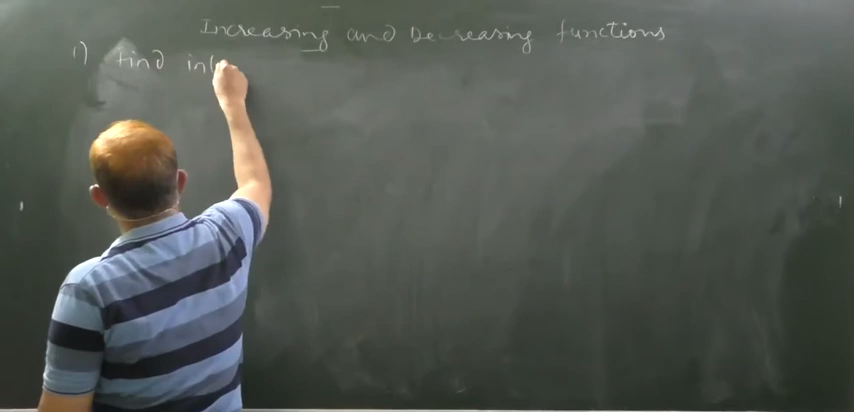 Increasing and Decreasing functions
1) Find in